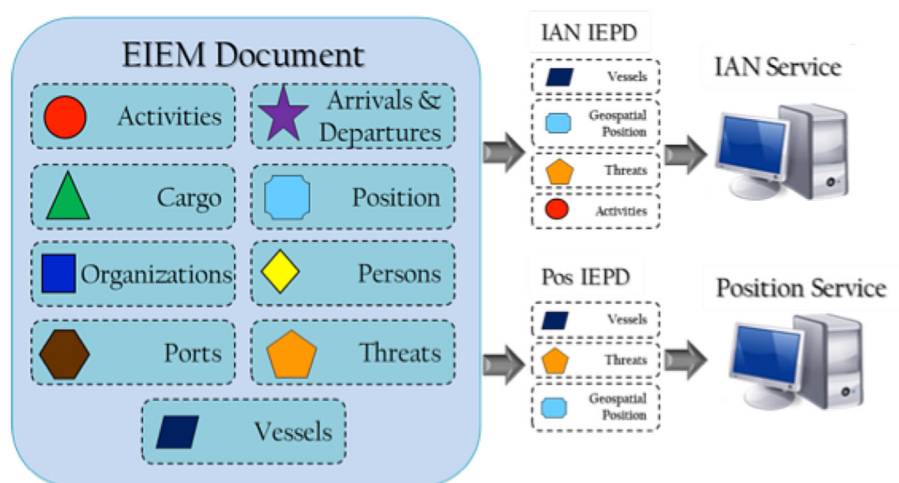 EIEM Document
Activities
Arrivals &
Departures
Cargo
Position
Organizations
Persons
Ports
Threats
Vessels
IAN IEPD
Vessels
Geospatial
Position
Threats
Activities
IAN Service
Pos IEPD
Vessels
Threats
Geospatial
Position
Position Service